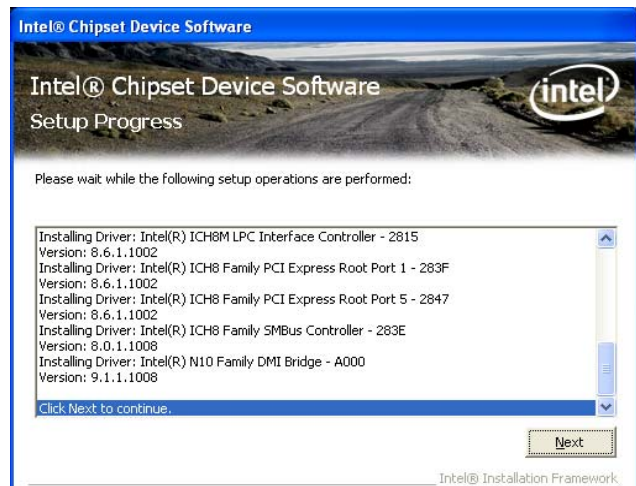 Intel® Chipset Device Software
Intel® Chipset Device Software
intel
Setup Progress
Please wait while the following setup operations are performed:
Installing Driver: Intel(R) ICH8M LPC Interface Controller - 2815
Version: 8.6.1.1002
Installing Driver: Intel(R) ICH8 Family PCI Express Root Port 1 - 283F
Version: 8.6.1.1002
Installing Driver: Intel(R) ICH8 Family PCI Express Root Port 5 - 2847
Version: 8.6.1.1002
Installing Driver: Intel(R) ICH8 Family SMBus Controller - 283E
Version: 8.0.1.1008
Installing Driver: Intel(R) N10 Family DMI Bridge - A000
Version: 9.1.1.1008
Click Next to continue.
Next
Intel® Installation Framework